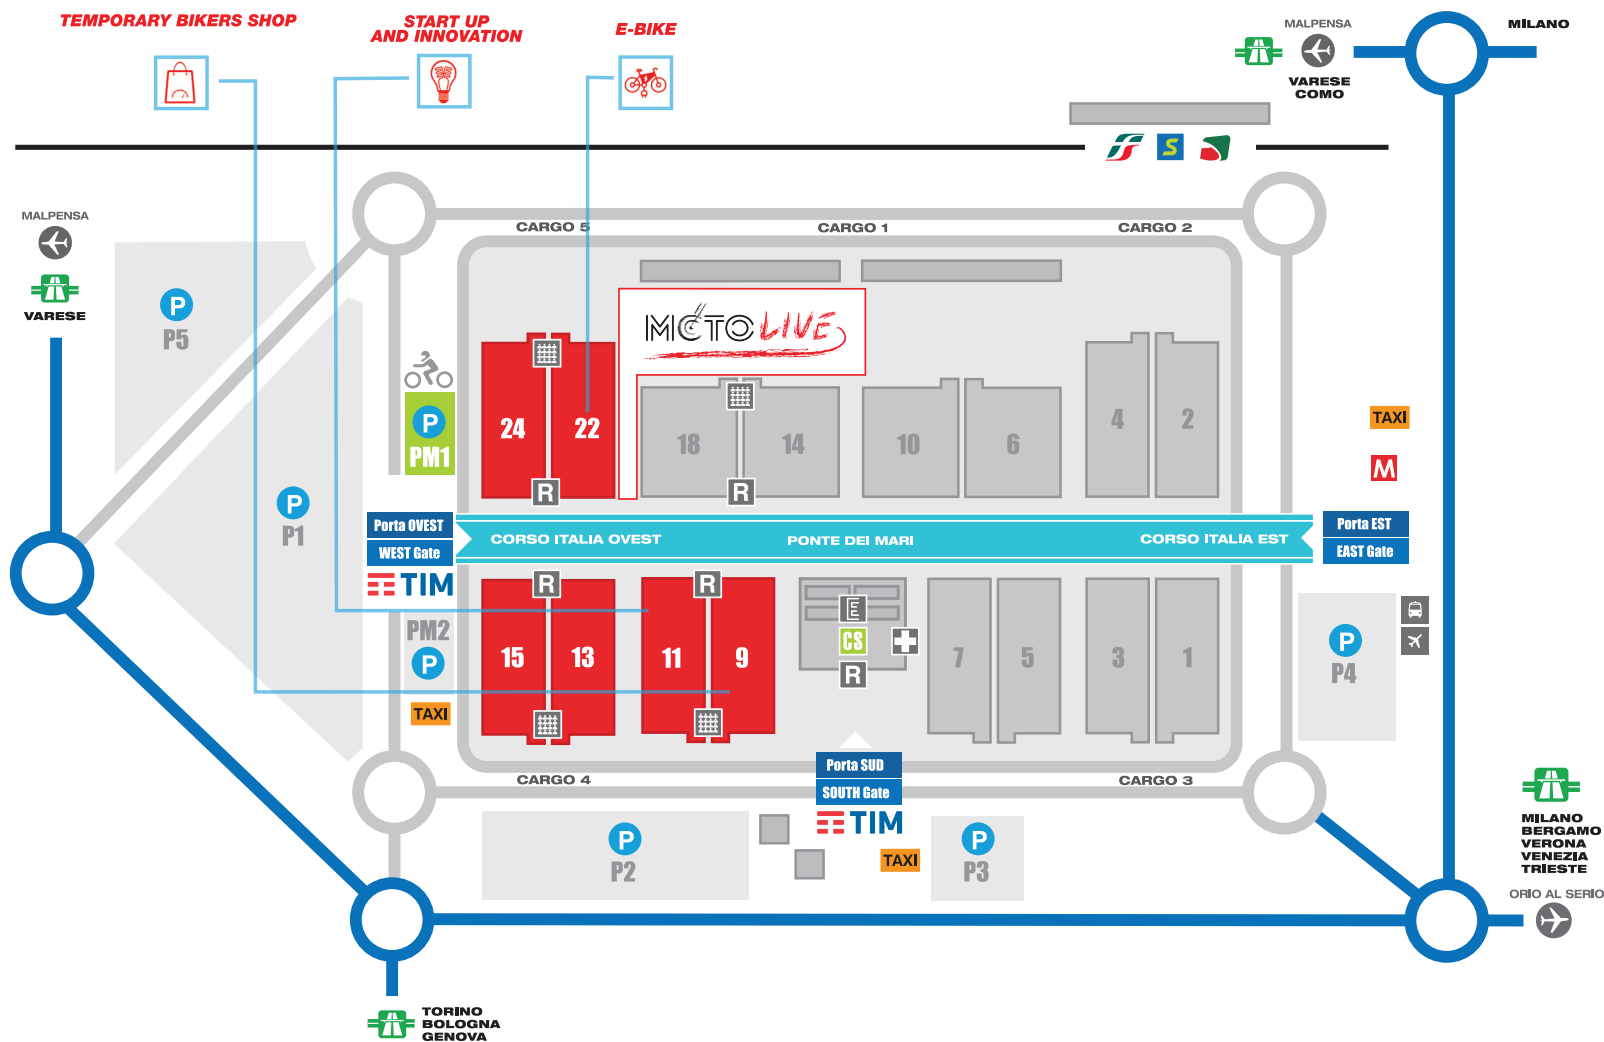 TEMPORARY BIKERS SHOP
START UP
AND INNOVATION
E-BIKE
MALPENSA
VARESE
COMO
MILANO
S
MALPENSA
VARESE
CARGO 5
CARGO 1
CARGO 2
P
P5
MOTO LIVE
P
PM1
24
22
18
14
10
6
4
2
TAXI
M
R
R
P
P1
Porta OVEST
WEST Gate
TIM
CORSO ITALIA OVEST
PONTE DEI MARI
CORSO ITALIA EST
Porta EST
EAST Gate
R
R
E
CS
R
PM2
P
TAXI
15
13
11
9
7
5
3
1
P
P4
CARGO 4
CARGO 3
Porta SUD
SOUTH Gate
TIM
TAXI
P
P2
P
P3
MILANO
BERGAMO
VERONA
VENEZIA
TRIESTE
ORIO AL SERIO
TORINO
BOLOGNA
GENOVA